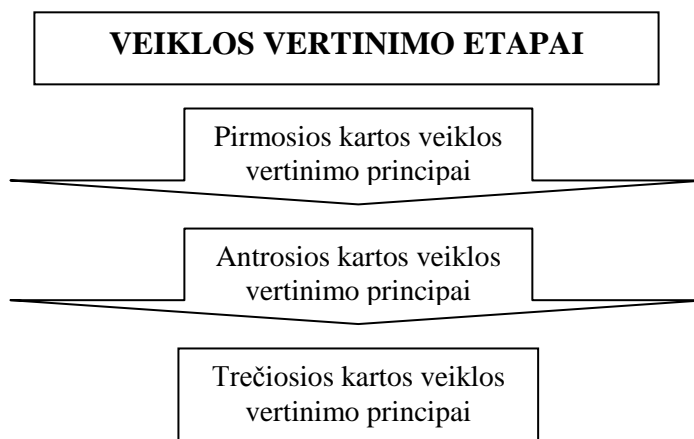 VEIKLOS VERTINIMO ETAPAI
Pirmosios kartos veiklos
vertinimo principai
Antrosios kartos veiklos
vertinimo principai
Trečiosios kartos veiklos
vertinimo principai